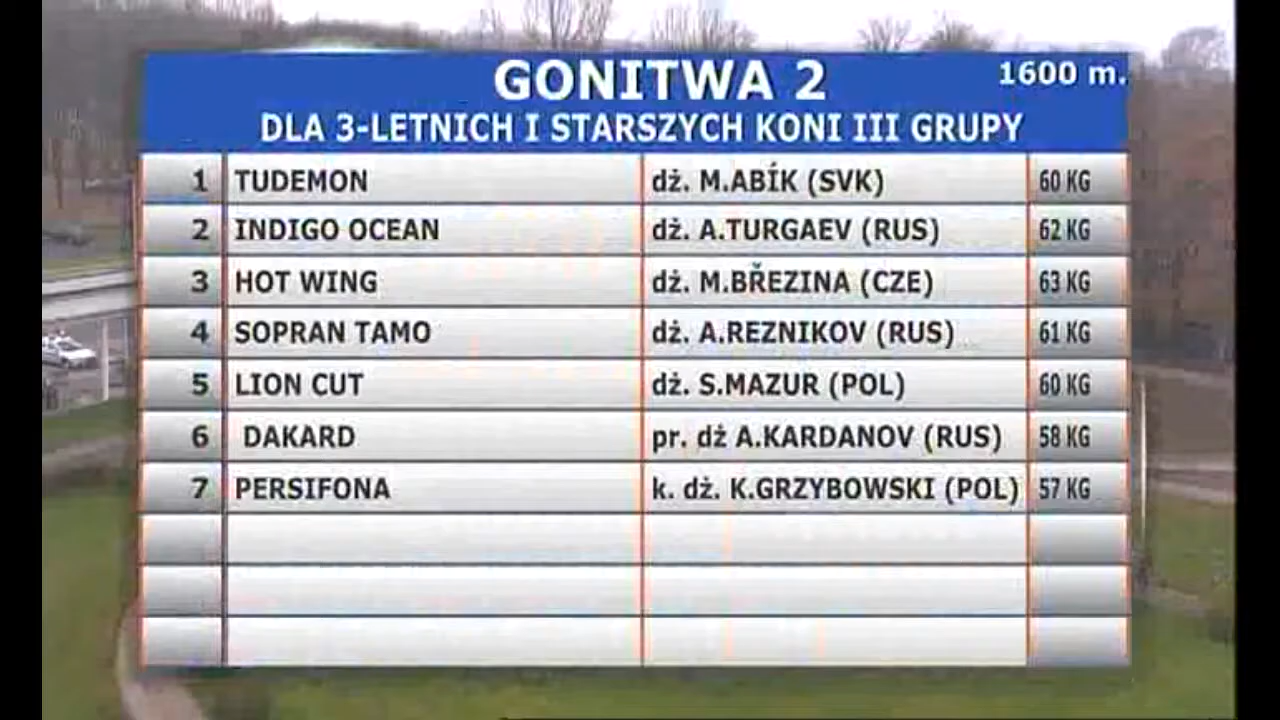 GONITWA 2
1600 m.
DLA 3-LETNICH I STARSZYCH KONI III GRUPY
1 TUDEMON dż. M.ABÍK (SVK) 60 KG
2 INDIGO OCEAN dż. A.TURGAEV (RUS) 62 KG
3 HOT WING dż. M.BŘEZINA (CZE) 63 KG
4 SOPRAN TAMO dż. A.REZNIKOV (RUS) 61 KG
5 LION CUT dż. S.MAZUR (POL) 60 KG
6 DAKARD pr. dż A.KARDANOV (RUS) 58 KG
7 PERSIFONA k. dż. K.GRZYBOWSKI (POL) 57 KG